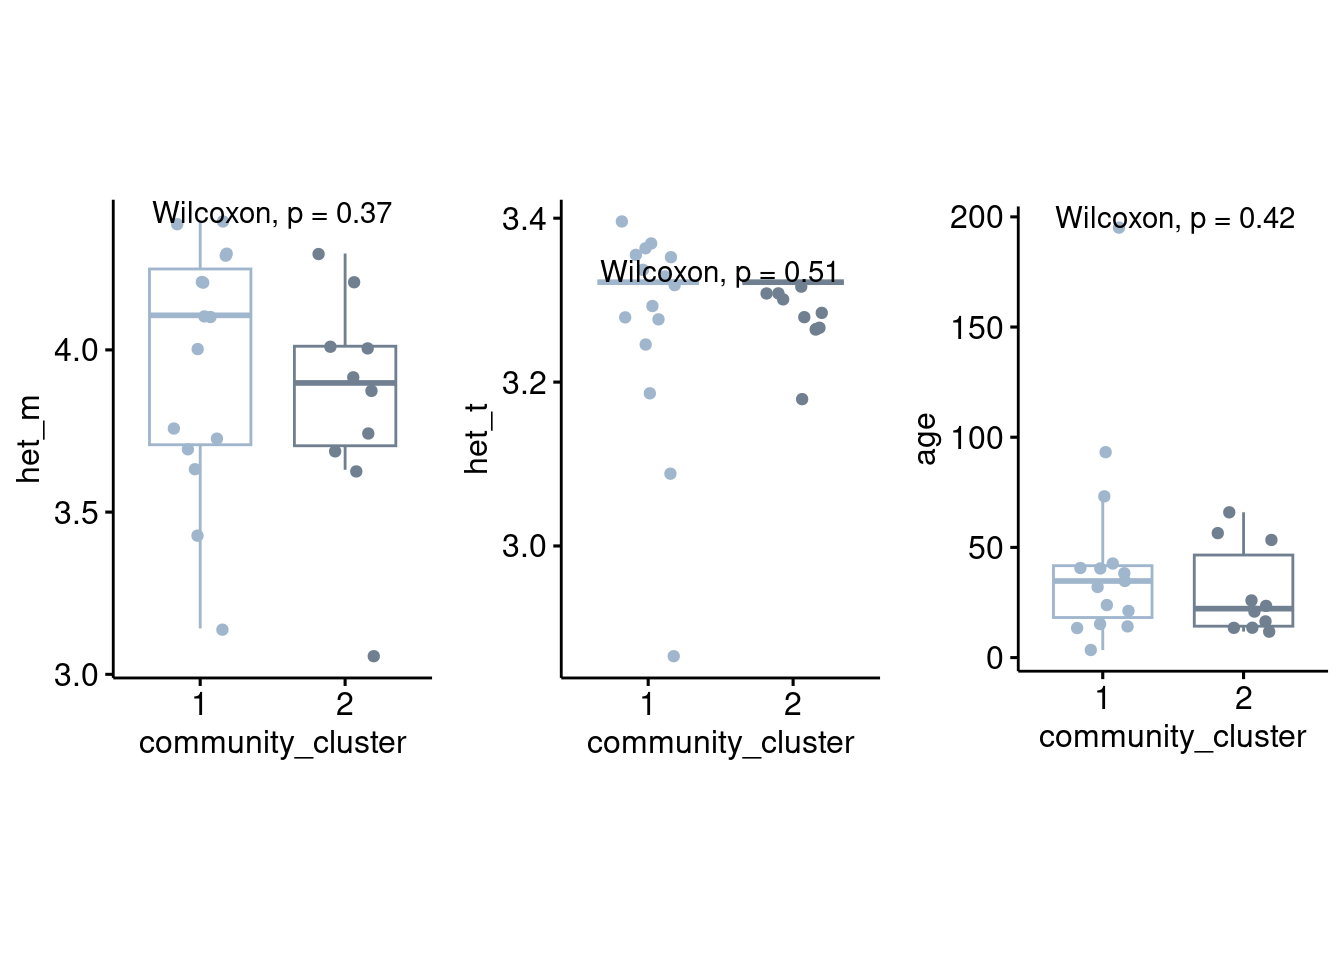 Wilcoxon, p = 0.37
4.0
3.5
3.0
het_m
1 2
community_cluster
Wilcoxon, p = 0.51
3.4
3.2
3.0
het_t
1 2
community_cluster
Wilcoxon, p = 0.42
200
150
100
50
0
age
1 2
community_cluster